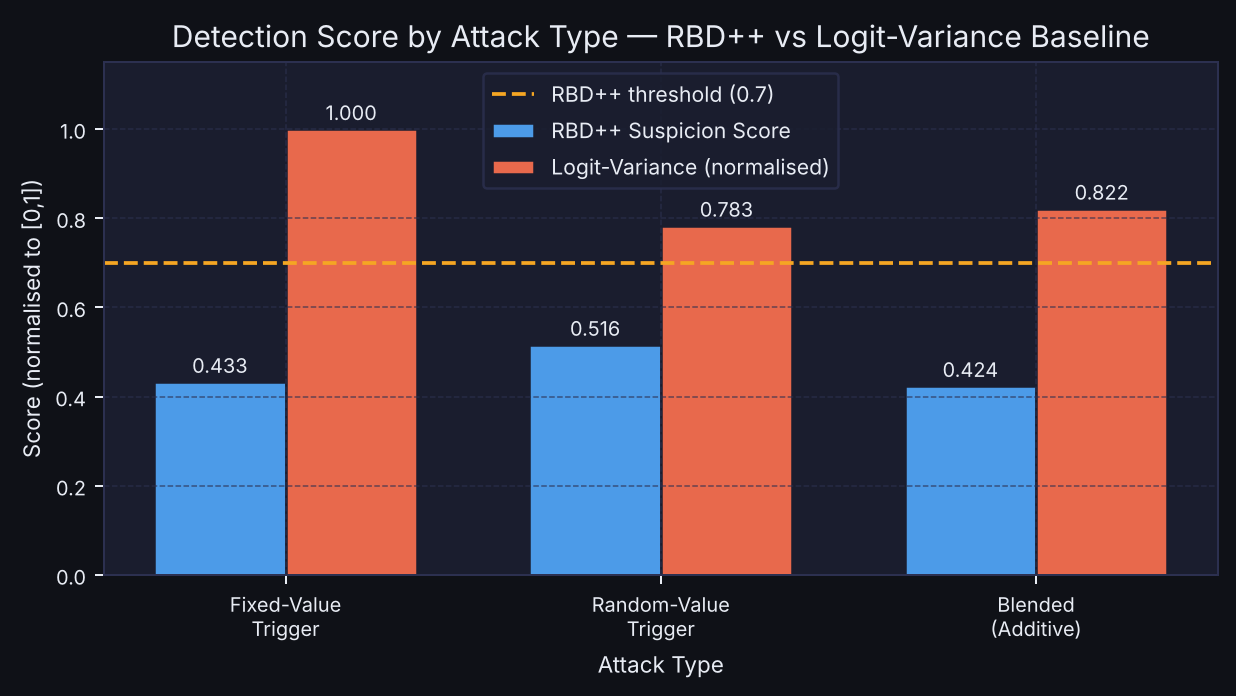 Detection Score by Attack Type — RBD++ vs Logit-Variance Baseline
RBD++ threshold (0.7)
RBD++ Suspicion Score
Logit-Variance (normalised)
Score (normalised to [0,1])
1.0
0.8
0.6
0.4
0.2
0.0
0.433
1.000
0.516
0.783
0.424
0.822
Fixed-Value
Trigger
Random-Value
Trigger
Blended
(Additive)
Attack Type